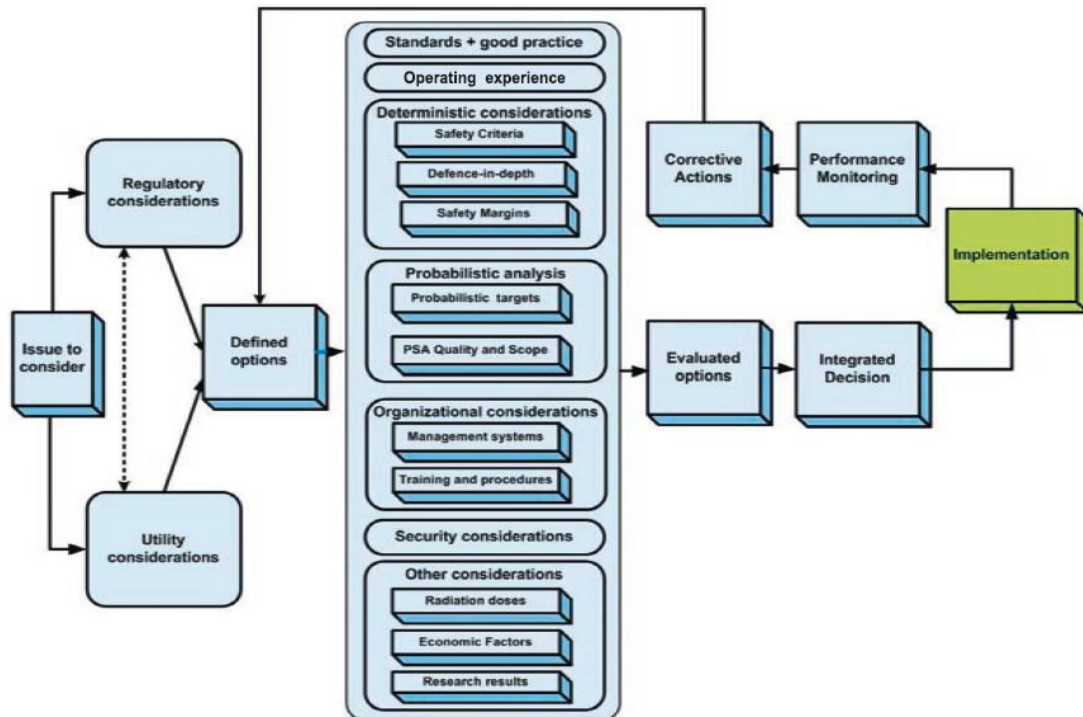 Standards + good practice
Operating experience
Deterministic considerations
Safety Criteria
Defence-in-depth
Safety Margins
Regulatory
considerations
Corrective
Actions
Performance
Monitoring
Implementation
Probabilistic analysis
Probabilistic targets
PSA Quality and Scope
Issue to
consider
Defined
options
Evaluated
options
Integrated
Decision
Organizational considerations
Management systems
Training and procedures
Utility
considerations
Security considerations
Other considerations
Radiation doses
Economic Factors
Research results